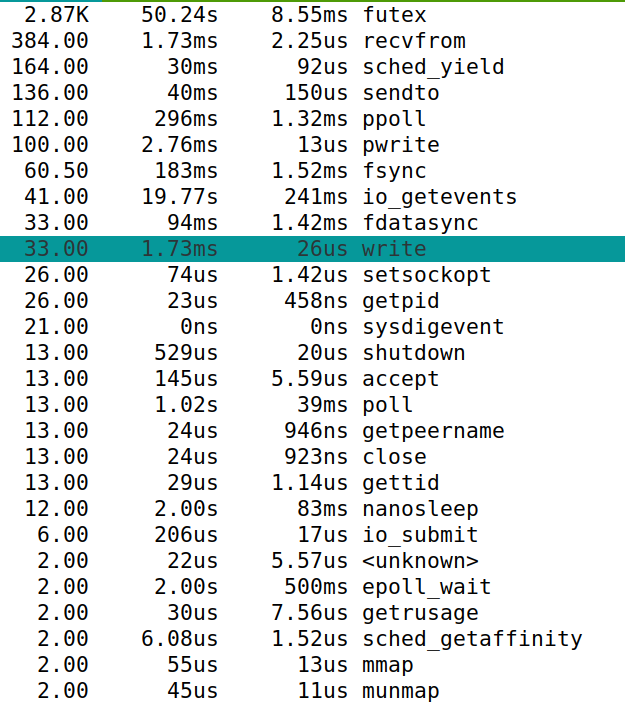 2.87K 50.24s 8.55ms futex
384.00 1.73ms 2.25us recvfrom
164.00 30ms 92us sched_yield
136.00 40ms 150us sendto
112.00 296ms 1.32ms ppoll
100.00 2.76ms 13us pwrite
60.50 183ms 1.52ms fsync
41.00 19.77s 241ms io_getevents
33.00 94ms 1.42ms fdatasync
33.00 1.73ms 26us write
26.00 74us 1.42us setsockopt
26.00 23us 458ns getpid
21.00 0ns 0ns sysdigevent
13.00 529us 20us shutdown
13.00 145us 5.59us accept
13.00 1.02s 39ms poll
13.00 24us 946ns getpeername
13.00 24us 923ns close
13.00 29us 1.14us gettid
12.00 2.00s 83ms nanosleep
6.00 206us 17us io_submit
2.00 22us 5.57us <unknown>
2.00 2.00s 500ms epoll_wait
2.00 30us 7.56us getrusage
2.00 6.08us 1.52us sched_getaffinity
2.00 55us 13us mmap
2.00 45us 11us munmap